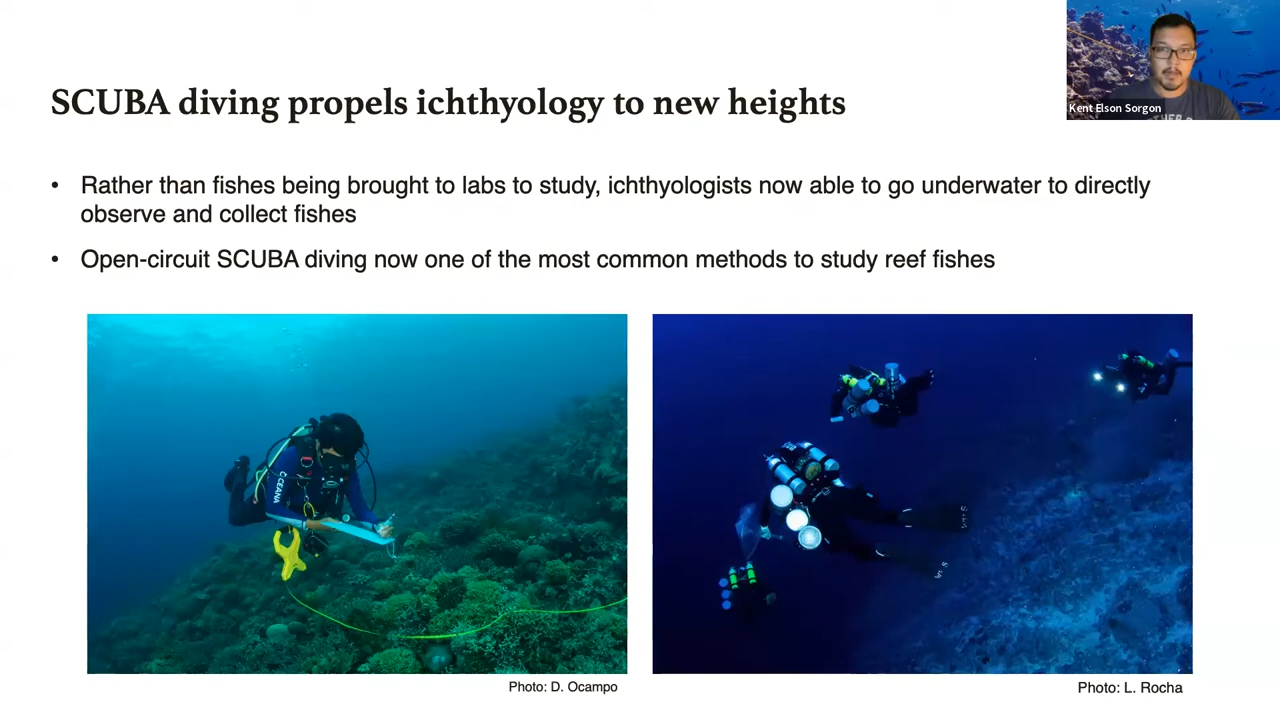 Kent Elson Sorgon
SCUBA diving propels ichthyology to new heights
• Rather than fishes being brought to labs to study, ichthyologists now able to go underwater to directly
observe and collect fishes
• Open-circuit SCUBA diving now one of the most common methods to study reef fishes
OCEANA
Photo: D. Ocampo
Photo: L. Rocha